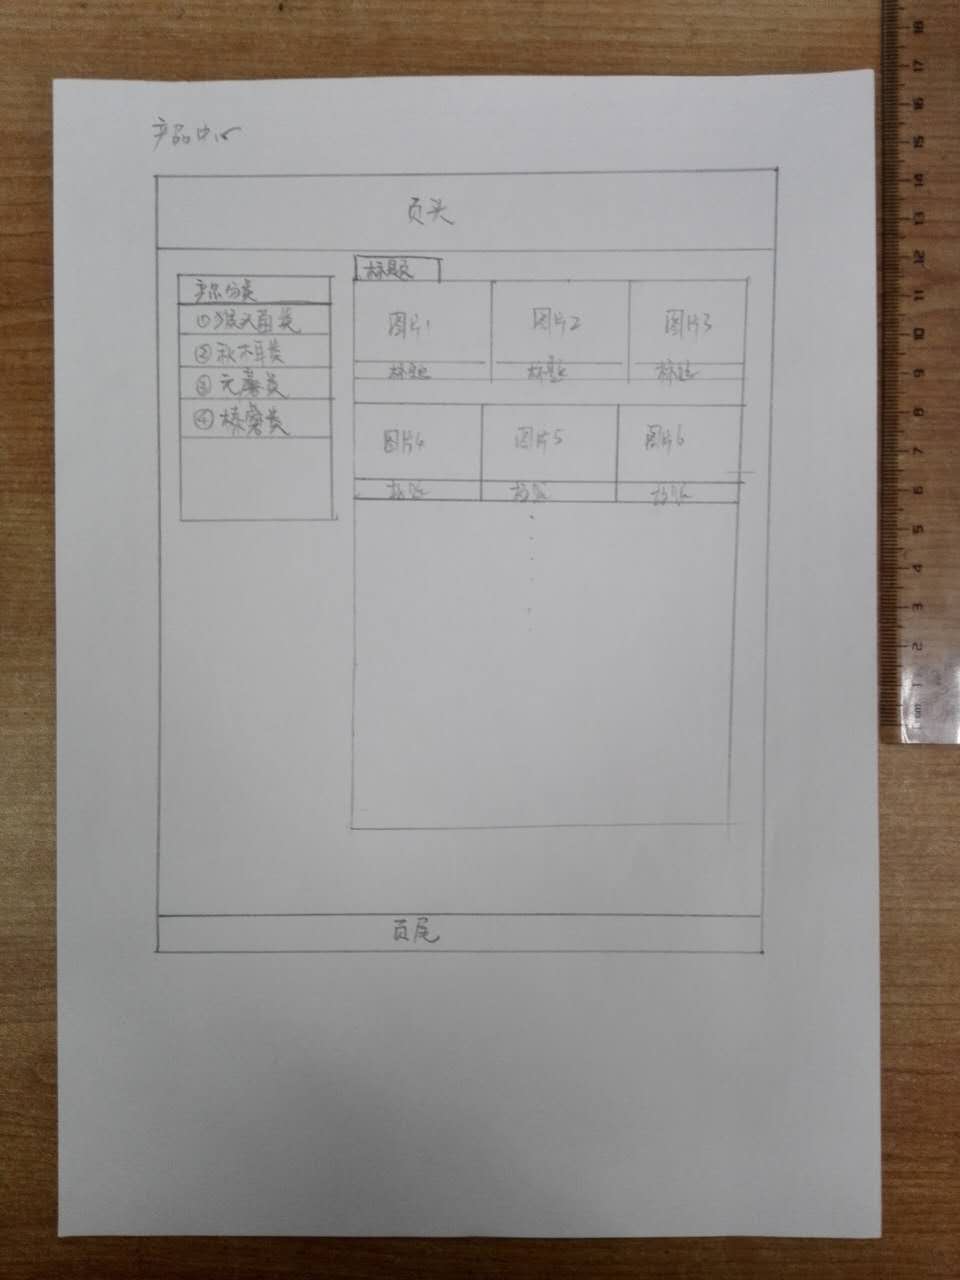 产品中心
页头
产品分类
①猴头菌类
②秋木耳类
③元蘑类
④榛蘑类
标题
图片1 图片2 图片3
标题 标题 标题
图片4 图片5 图片6
标题 标题 标题
页尾
18
17
16
15
14
13
12
11
10
9
8
7
6
5
4
3
2
1
cm